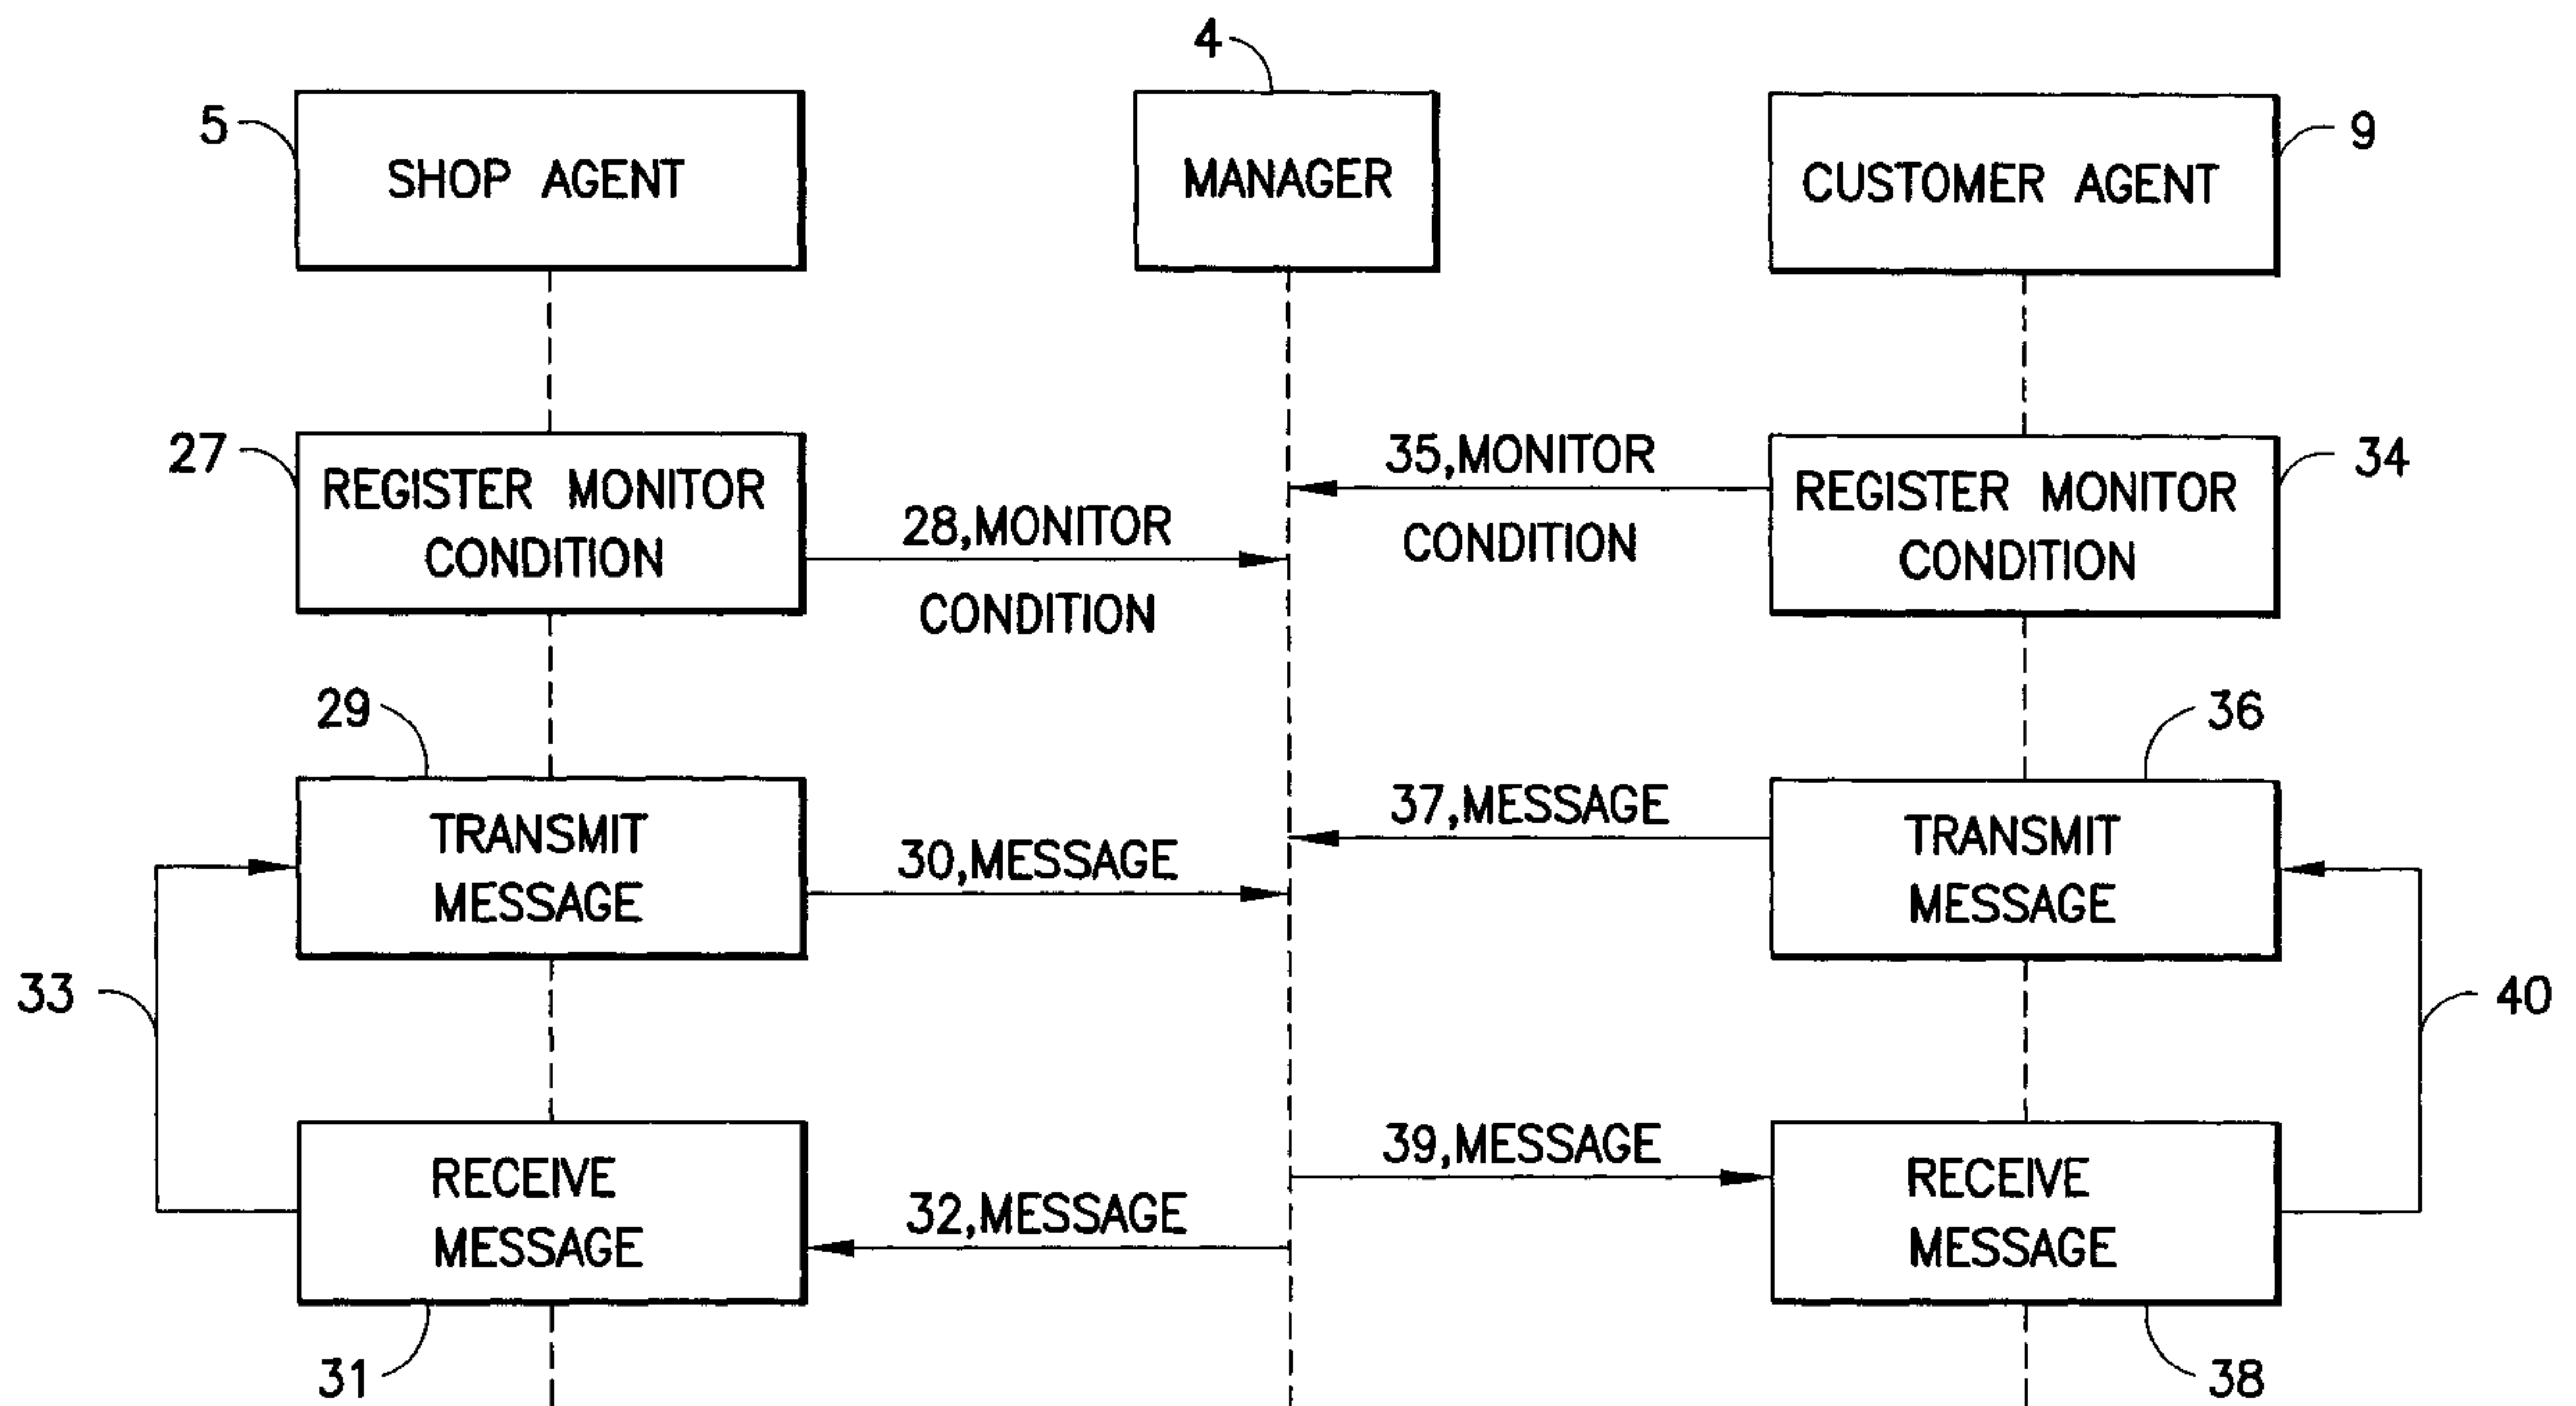 4
5
SHOP AGENT
MANAGER
CUSTOMER AGENT
9
27
REGISTER MONITOR
CONDITION
28,MONITOR
CONDITION
35,MONITOR
CONDITION
REGISTER MONITOR
CONDITION
34
29
TRANSMIT
MESSAGE
30,MESSAGE
37,MESSAGE
TRANSMIT
MESSAGE
36
33
40
RECEIVE
MESSAGE
31
32,MESSAGE
39,MESSAGE
RECEIVE
MESSAGE
38